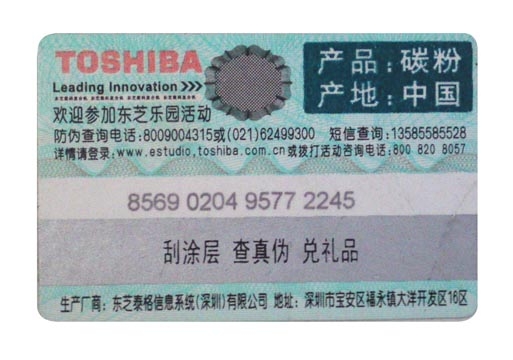 TOSHIBA
Leading Innovation >>>
欢迎参加东芝乐园活动
产品:碳粉
产地:中国
防伪查询电话:8009004315或(021)62499300 短信查询:13585585528
详情请登录:www.estudio.toshiba.com.cn或拨打活动咨询电话:800 820 8057
8569 0204 9577 2245
刮涂层 查真伪 兑礼品
生产厂商:东芝泰格信息系统(深圳)有限公司 地址:深圳市宝安区福永镇大洋开发区16区